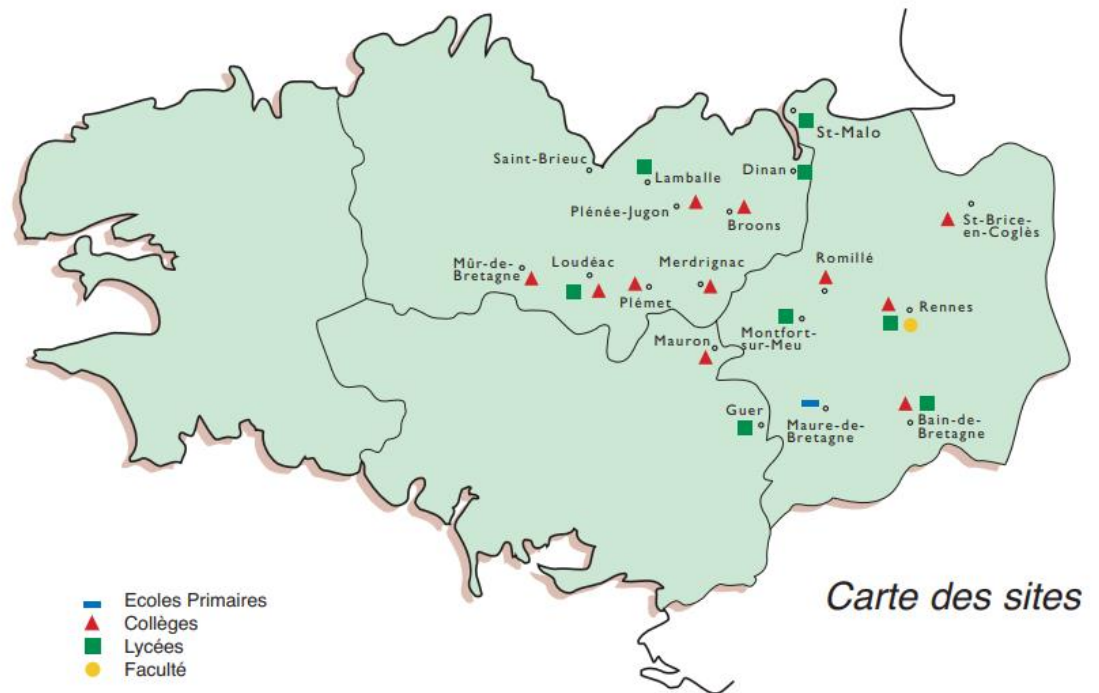 St-Malo
Saint-Brieuc
Lamballe
Dinan
Plénée-Jugon
Broons
St-Brice-
en-Coglès
Mûr-de-
Bretagne
Loudéac
Plémet
Merdrignac
Romillé
Rennes
Montfort-
sur-Meu
Mauron
Guer
Maure-de-
Bretagne
Bain-de-
Bretagne
Ecoles Primaires
Collèges
Lycées
Faculté
Carte des sites